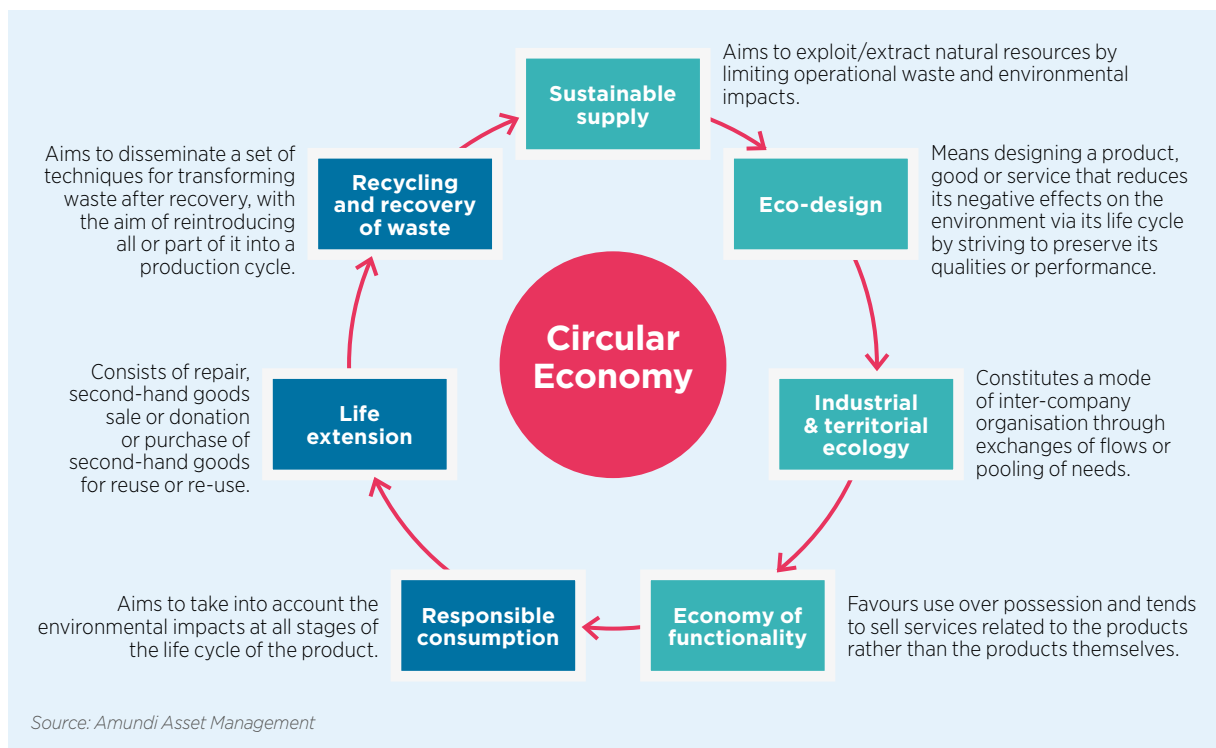 Sustainable
supply
Aims to exploit/extract natural resources by
limiting operational waste and environmental
impacts.
Eco-design
Means designing a product,
good or service that reduces
its negative effects on the
environment via its life cycle
by striving to preserve its
qualities or performance.
Industrial
& territorial
ecology
Constitutes a mode
of inter-company
organisation through
exchanges of flows or
pooling of needs.
Economy of
functionality
Favours use over possession and tends
to sell services related to the products
rather than the products themselves.
Responsible
consumption
Aims to take into account the
environmental impacts at all stages of
the life cycle of the product.
Life
extension
Consists of repair,
second-hand goods
sale or donation
or purchase of
second-hand goods
for reuse or re-use.
Recycling
and recovery
of waste
Aims to disseminate a set of
techniques for transforming
waste after recovery, with
the aim of reintroducing
all or part of it into a
production cycle.
Circular
Economy
Source: Amundi Asset Management